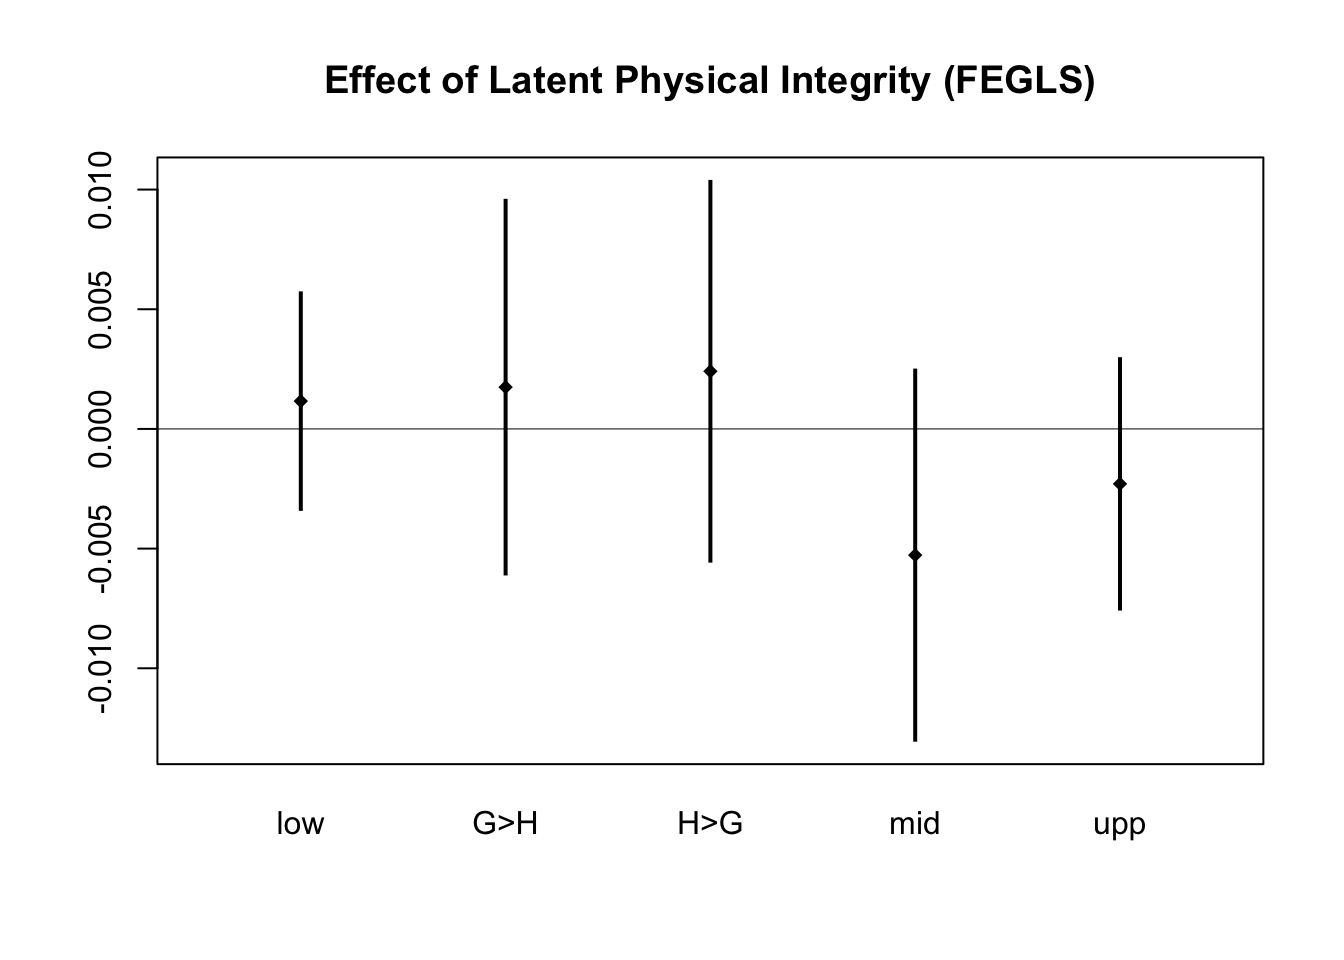 Effect of Latent Physical Integrity (FEGLS)
0.010
0.005
0.000
-0.005
-0.010
low G>H H>G mid upp